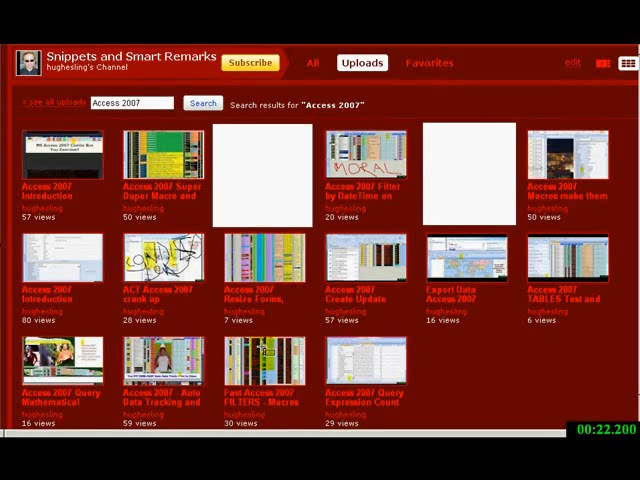 Snippets and Smart Remarks
hughesling's Channel
Subscribe
All
Uploads
Favorites
edit
« see all uploads
Access 2007
Search
Search results for "Access 2007"
Access 2007
Introduction
hughesling
57 views
Access 2007 Super
Duper Macro and
hughesling
50 views
MORAL
Access 2007 Filter
by DateTime on
hughesling
20 views
Access 2007
Macros make them
hughesling
50 views
Access 2007
Introduction
hughesling
80 views
ACT Access 2007
crank up
hughesling
28 views
Access 2007
Resize Forms,
hughesling
7 views
Access 2007
Create Update
hughesling
57 views
Export Data
Access 2007
hughesling
16 views
Access 2007
TABLES Text and
hughesling
6 views
Access 2007 Query
Mathematical
hughesling
16 views
Access 2007 - Auto
Data Tracking and
hughesling
59 views
Fast Access 2007
FILTERS - Macros
hughesling
30 views
Access 2007 Query
Expression Count
hughesling
29 views
00:22.200